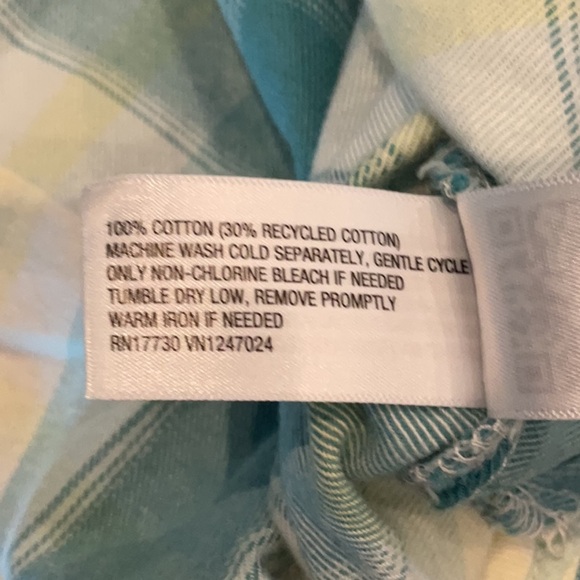 100% COTTON (30% RECYCLED COTTON)
MACHINE WASH COLD SEPARATELY, GENTLE CYCLE
ONLY NON-CHLORINE BLEACH IF NEEDED
TUMBLE DRY LOW, REMOVE PROMPTLY
WARM IRON IF NEEDED
RN17730 VN1247024